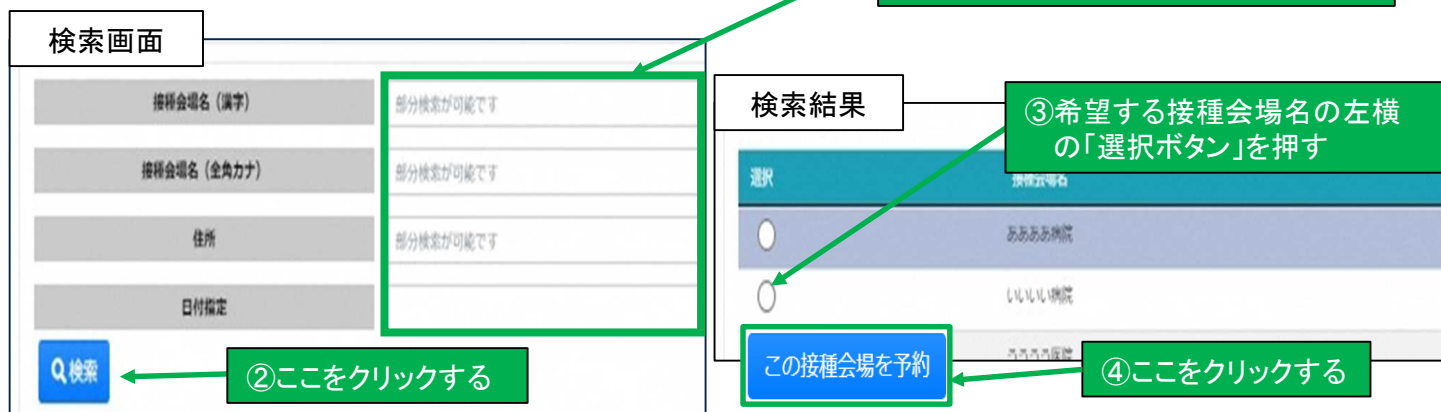 検索画面
接種会場名（漢字）
部分検索が可能です
接種会場名（全角カナ）
部分検索が可能です
住所
部分検索が可能です
日付指定
検索
②ここをクリックする
検索結果
③希望する接種会場名の左横
の「選択ボタン」を押す
選択
接種会場名
ああああ病院
いいいい病院
この接種会場を予約
④ここをクリックする